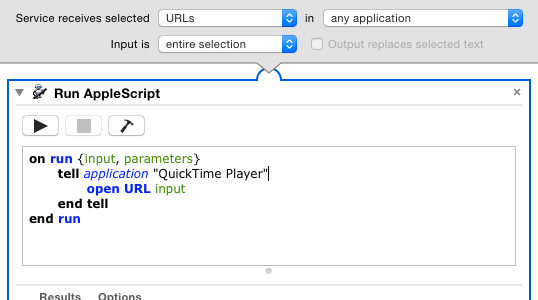 Service receives selected URLs in any application
Input is entire selection Output replaces selected text
Run AppleScript
on run {input, parameters}
tell application "QuickTime Player"
open URL input
end tell
end run
Results Options